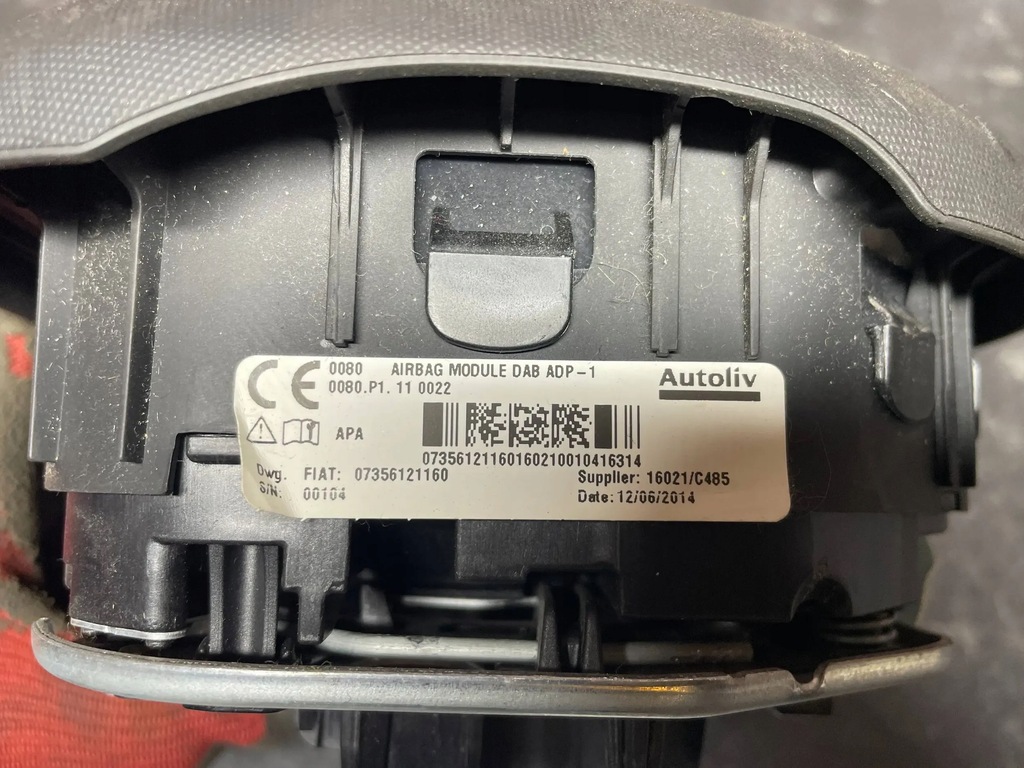 CE 0080 AIRBAG MODULE DAB ADP-1
0080.P1. 11 0022
Autoliv
APA
07356121160160210010416314
Dwg. FIAT: 07356121160
S/N: 00104
Supplier: 16021/C485
Date: 12/06/2014